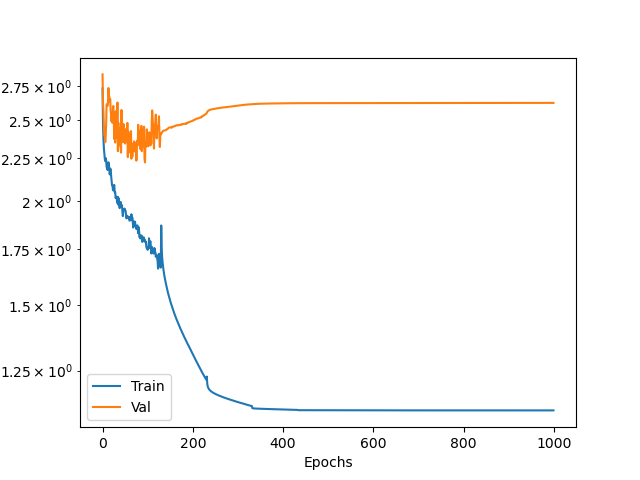 2.75 × 10⁰
2.5 × 10⁰
2.25 × 10⁰
2 × 10⁰
1.75 × 10⁰
1.5 × 10⁰
1.25 × 10⁰
Train
Val
0 200 400 600 800 1000
Epochs